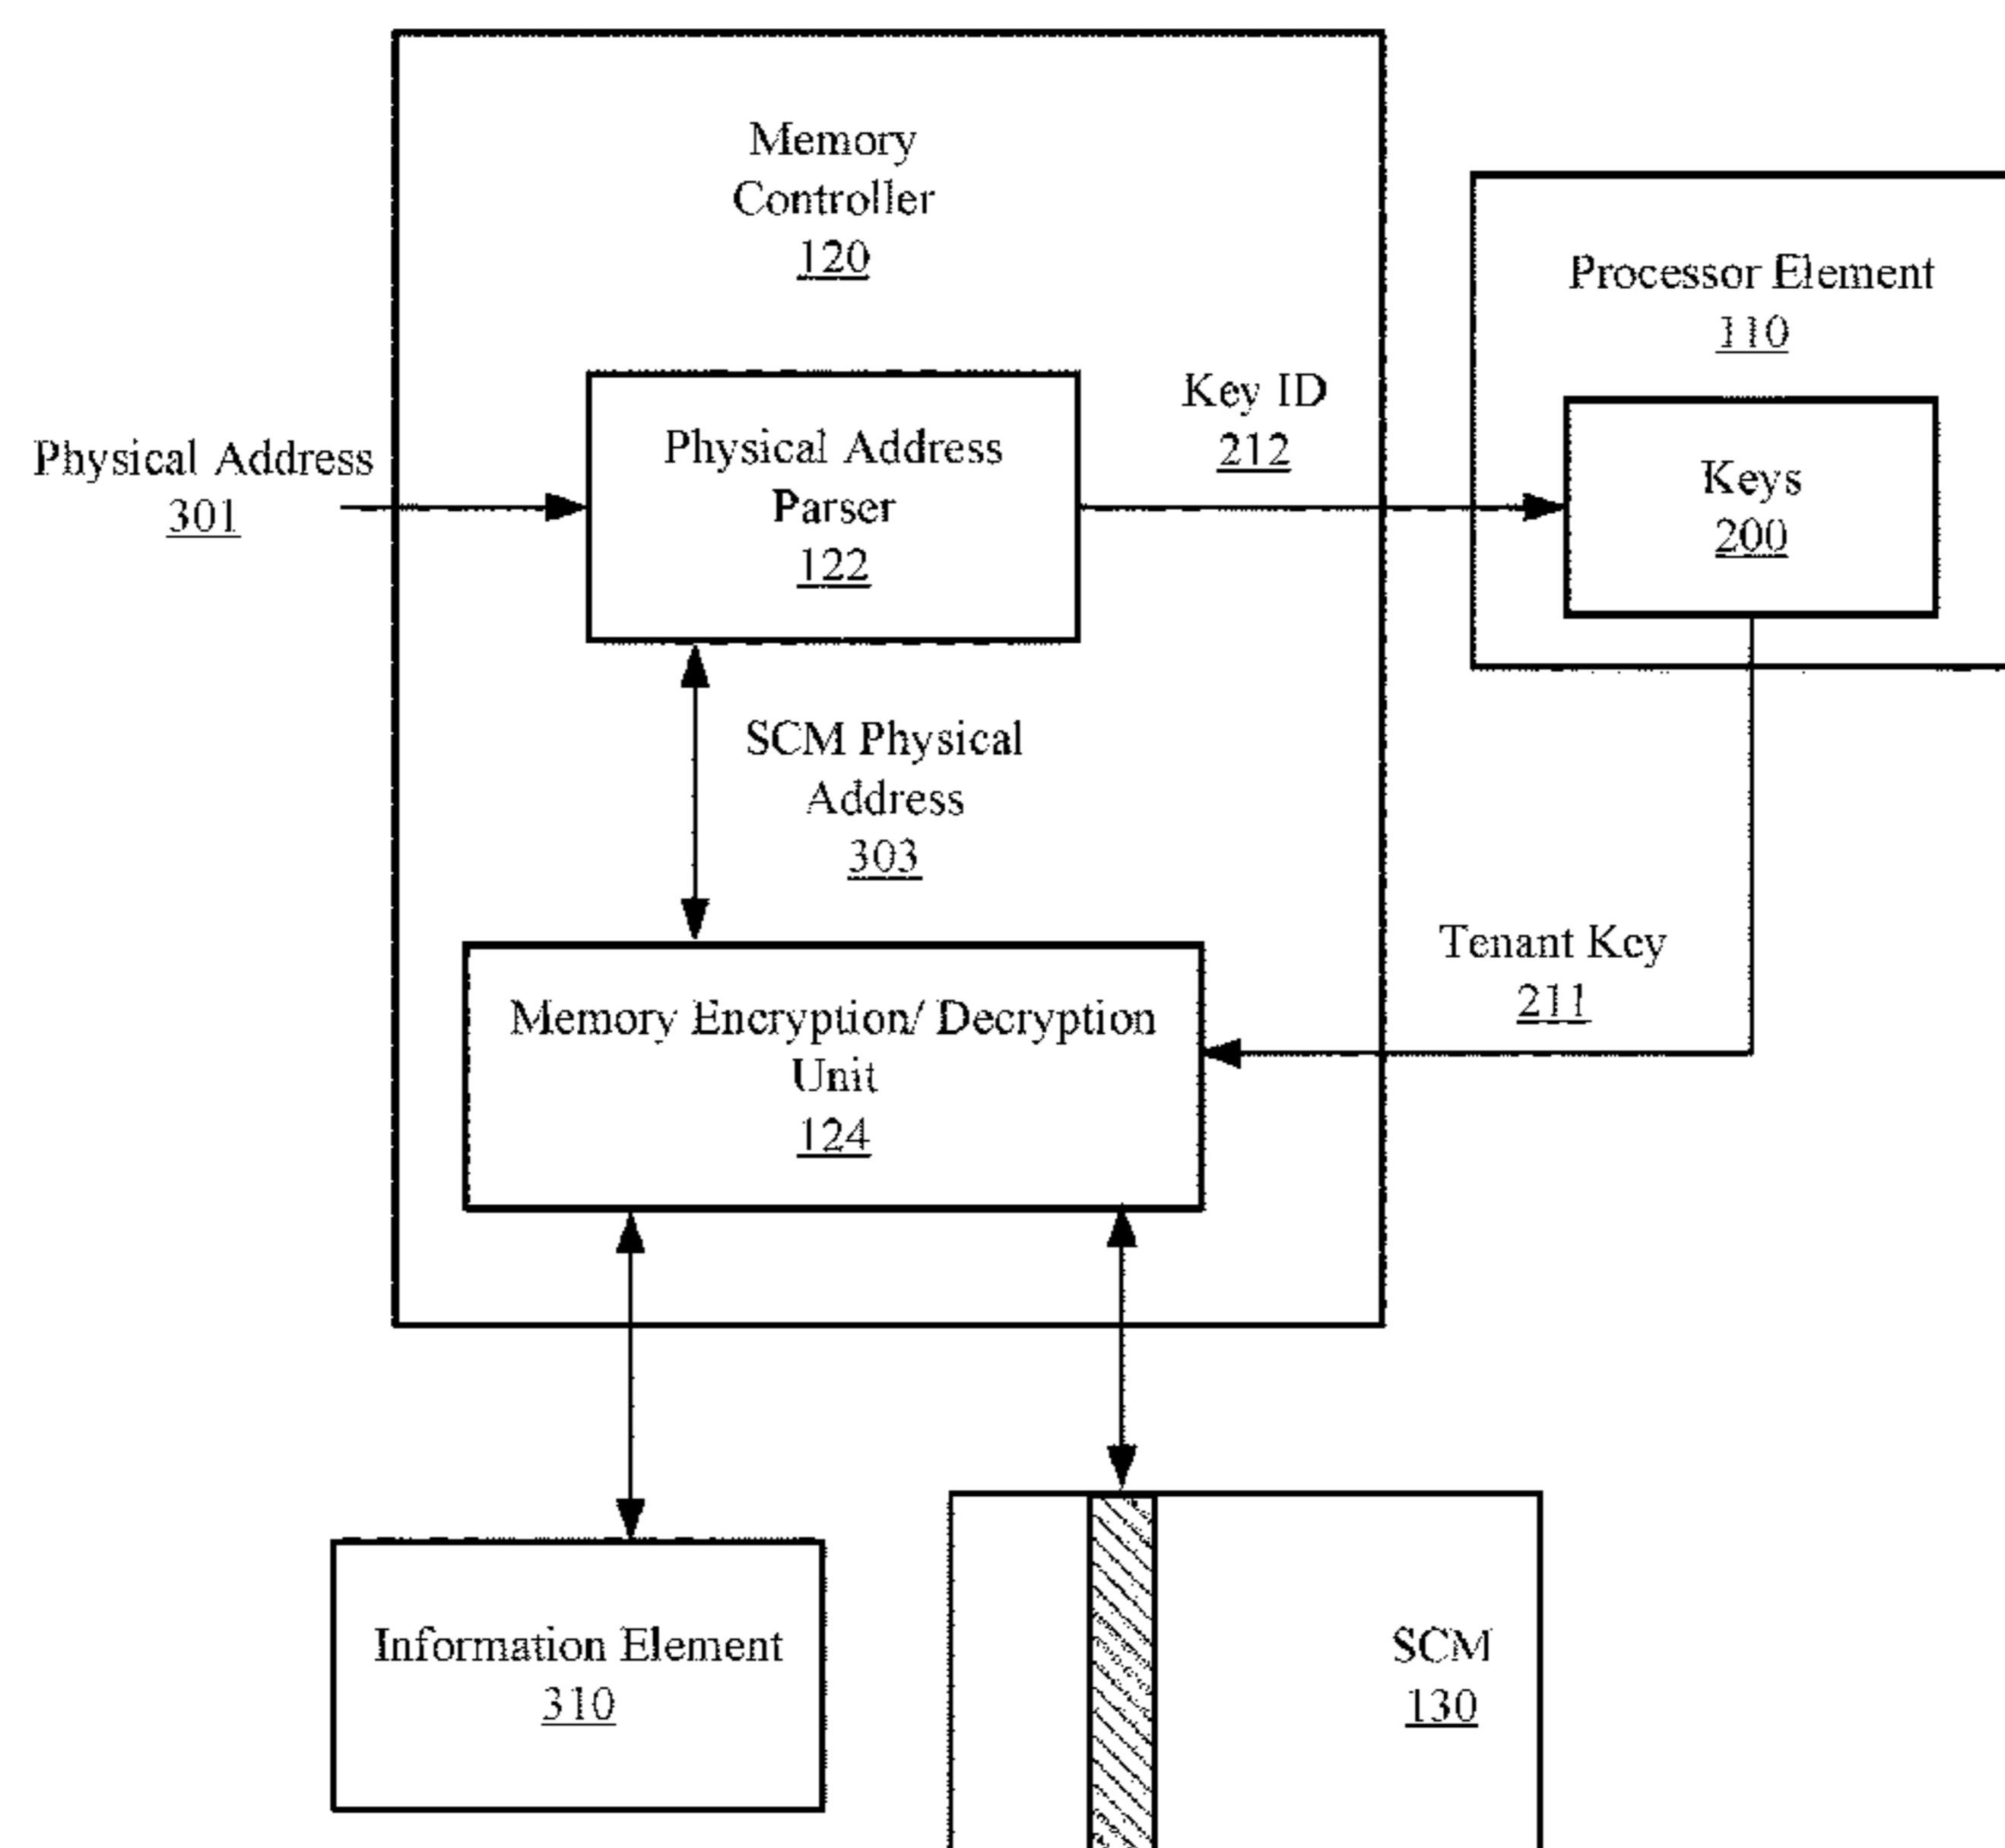 Memory
Controller
120
Processor Element
110
Physical Address
301
Physical Address
Parser
122
Key ID
212
Keys
200
SCM Physical
Address
303
Tenant Key
211
Memory Encryption/ Decryption
Unit
124
Information Element
310
SCM
130